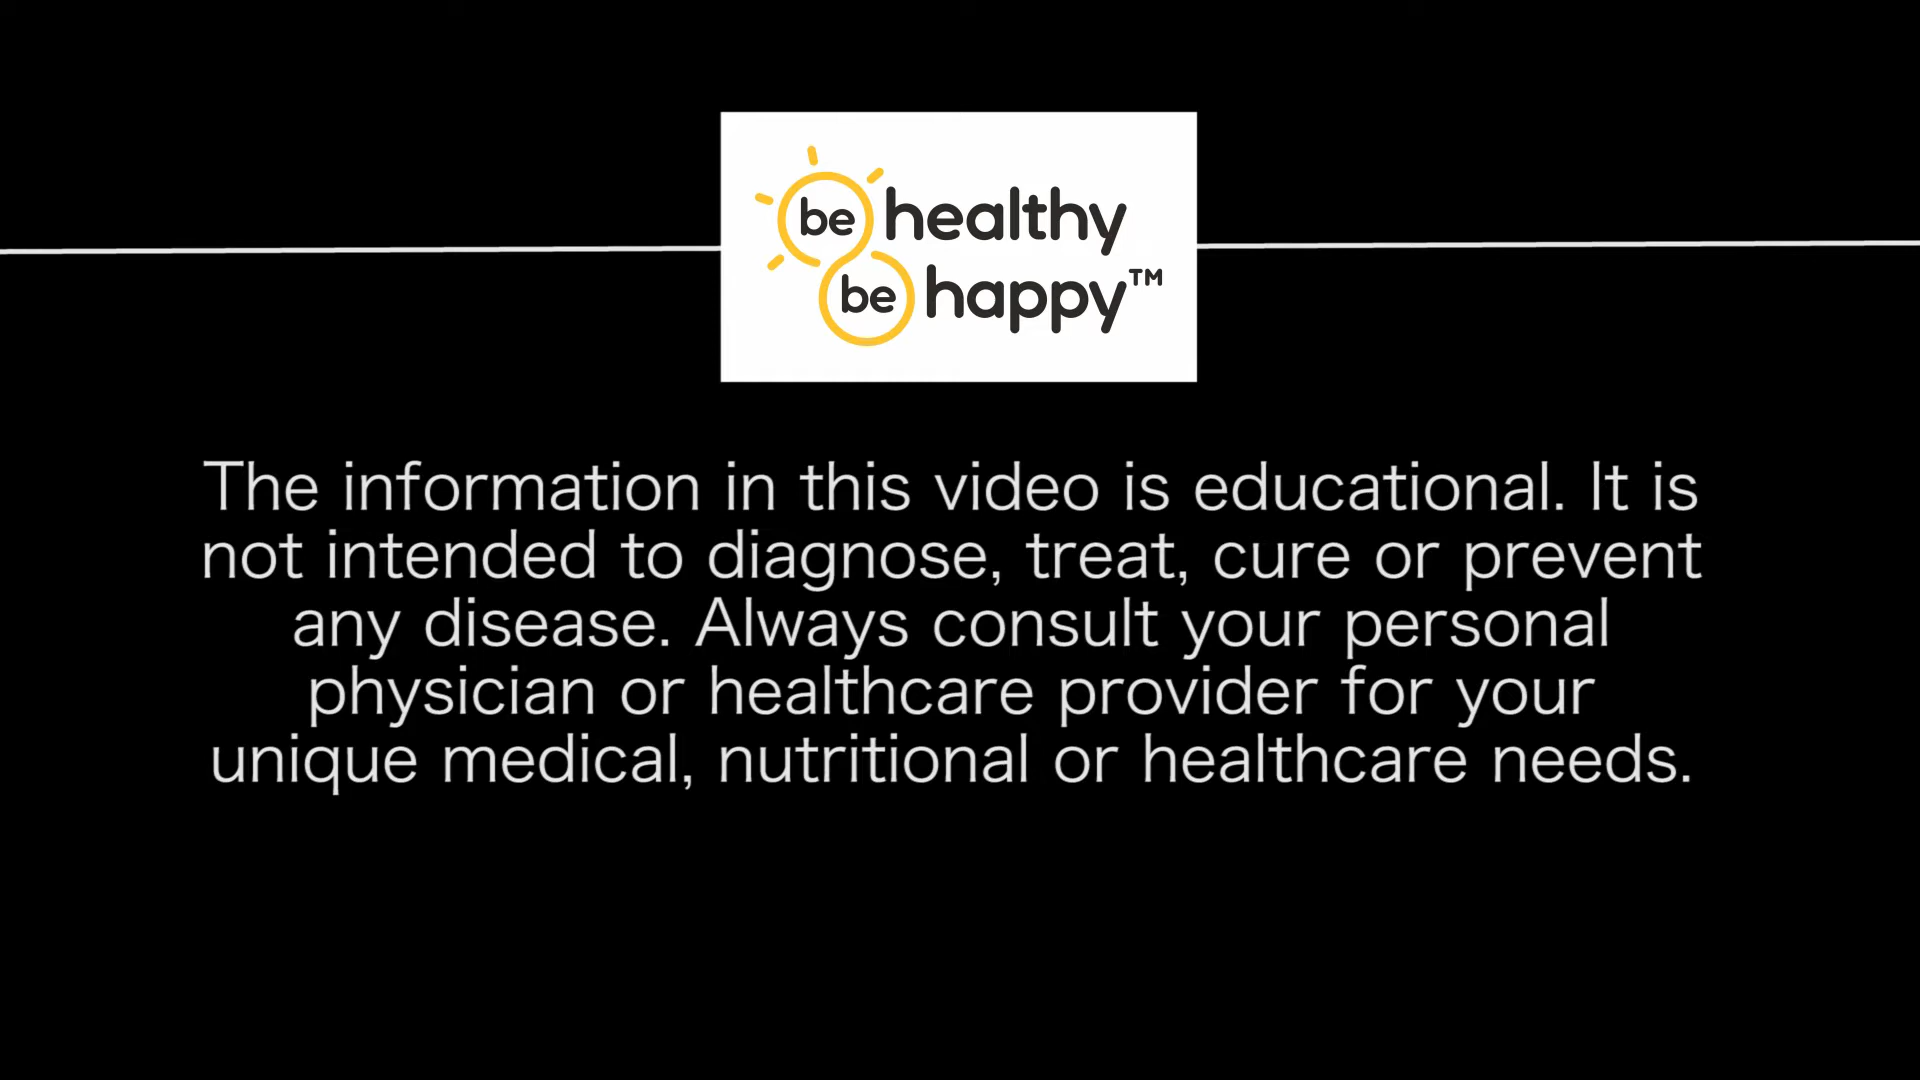 be healthy
be happy™
The information in this video is educational. It is
not intended to diagnose, treat, cure or prevent
any disease. Always consult your personal
physician or healthcare provider for your
unique medical, nutritional or healthcare needs.